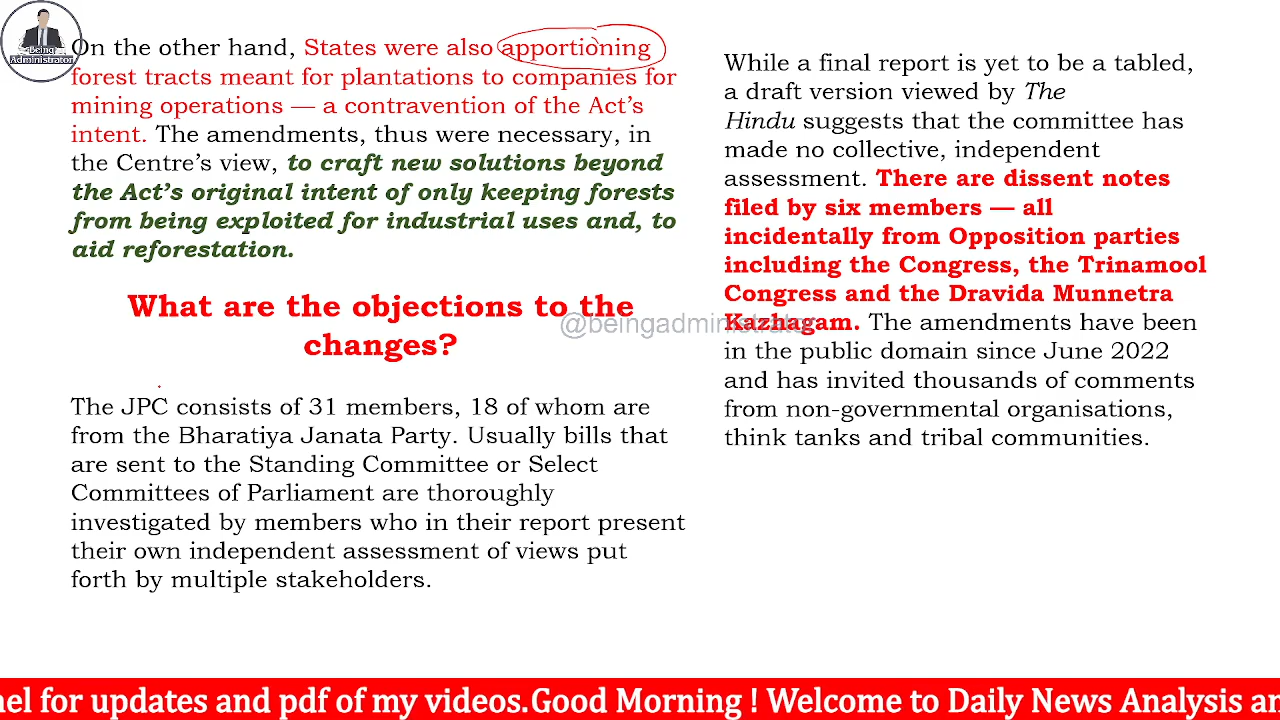 Being
Administrator
On the other hand, States were also apportioning
forest tracts meant for plantations to companies for
mining operations — a contravention of the Act's
intent. The amendments, thus were necessary, in
the Centre's view, to craft new solutions beyond
the Act's original intent of only keeping forests
from being exploited for industrial uses and, to
aid reforestation.
What are the objections to the
changes?
The JPC consists of 31 members, 18 of whom are
from the Bharatiya Janata Party. Usually bills that
are sent to the Standing Committee or Select
Committees of Parliament are thoroughly
investigated by members who in their report present
their own independent assessment of views put
forth by multiple stakeholders.
While a final report is yet to be a tabled,
a draft version viewed by The
Hindu suggests that the committee has
made no collective, independent
assessment. There are dissent notes
filed by six members — all
incidentally from Opposition parties
including the Congress, the Trinamool
Congress and the Dravida Munnetra
Kazhagam. The amendments have been
in the public domain since June 2022
and has invited thousands of comments
from non-governmental organisations,
think tanks and tribal communities.
@beingadministrator
nel for updates and pdf of my videos.Good Morning ! Welcome to Daily News Analysis an